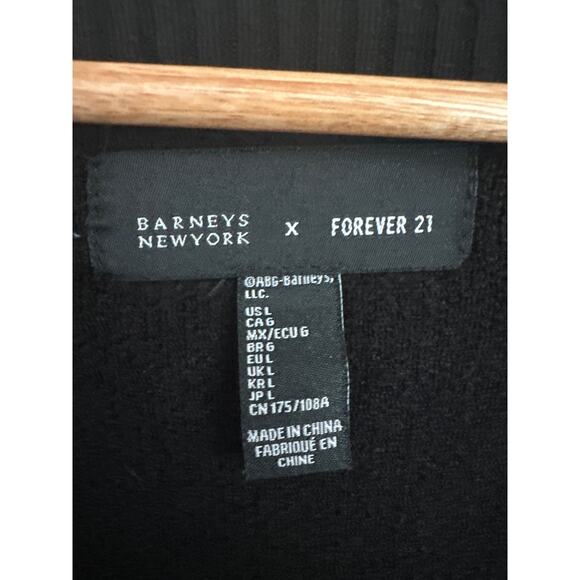 BARNEYS
NEWYORK
X
FOREVER 21
©ABG-Barneys,
LLC.
US L
CA G
MX/ECU G
BR G
EU L
UK L
KR L
JP L
CN 175/108A
MADE IN CHINA
FABRIQUÉ EN
CHINE